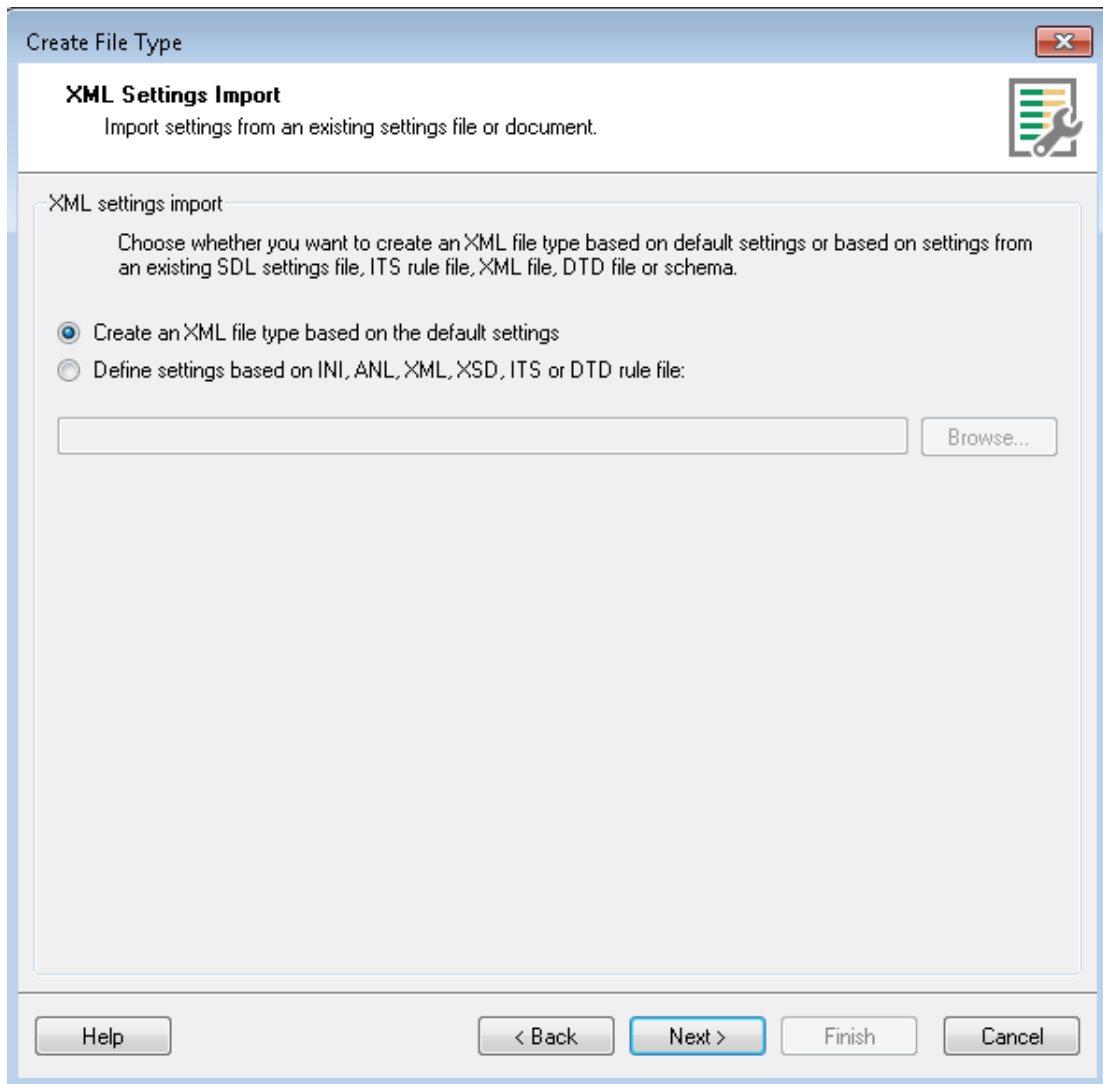 Create File Type
XML Settings Import
Import settings from an existing settings file or document.
XML settings import
Choose whether you want to create an XML file type based on default settings or based on settings from
an existing SDL settings file, ITS rule file, XML file, DTD file or schema.
Create an XML file type based on the default settings
Define settings based on INI, ANL, XML, XSD, ITS or DTD rule file:
Browse...
Help
< Back
Next >
Finish
Cancel